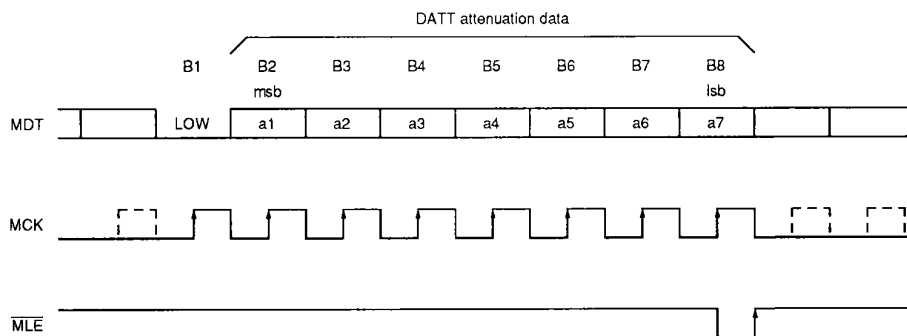 DATT attenuation data
B1 B2 B3 B4 B5 B6 B7 B8
msb lsb
MDT LOW a1 a2 a3 a4 a5 a6 a7
MCK
MLE